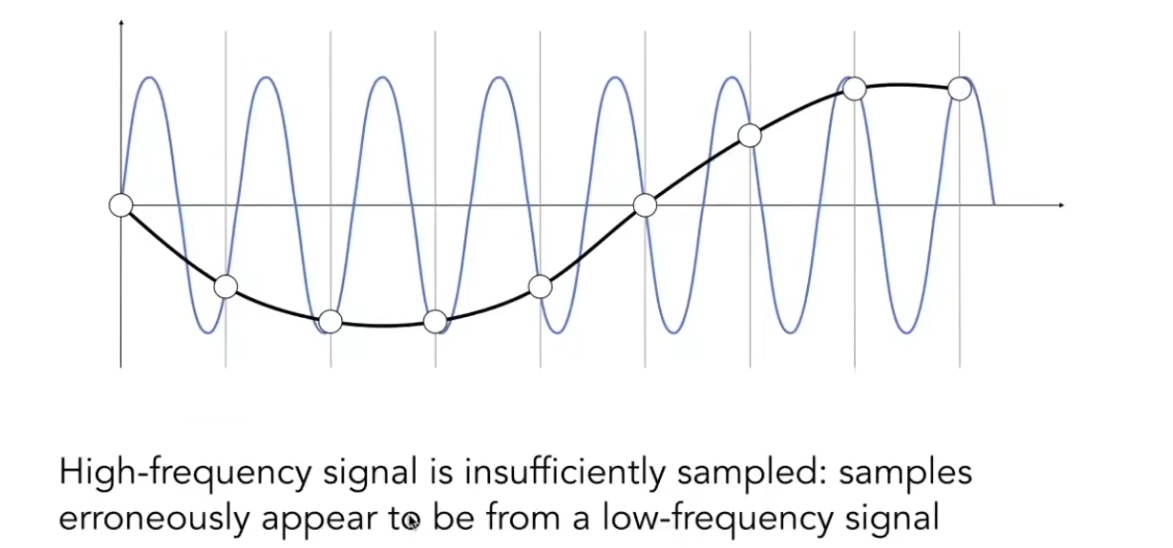 High-frequency signal is insufficiently sampled: samples
erroneously appear to be from a low-frequency signal